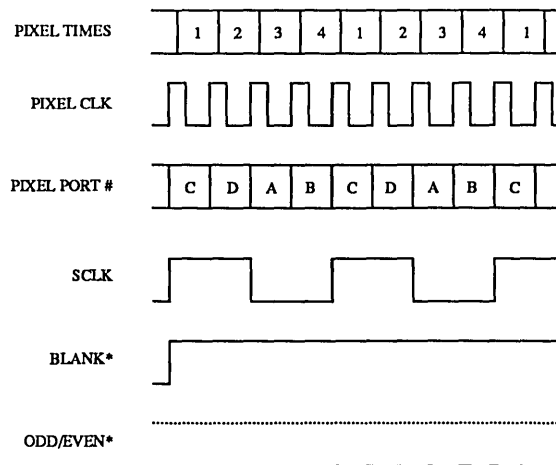 PIXEL TIMES 1 2 3 4 1 2 3 4 1
PIXEL CLK
PIXEL PORT # C D A B C D A B C
SCLK
BLANK*
ODD/EVEN*